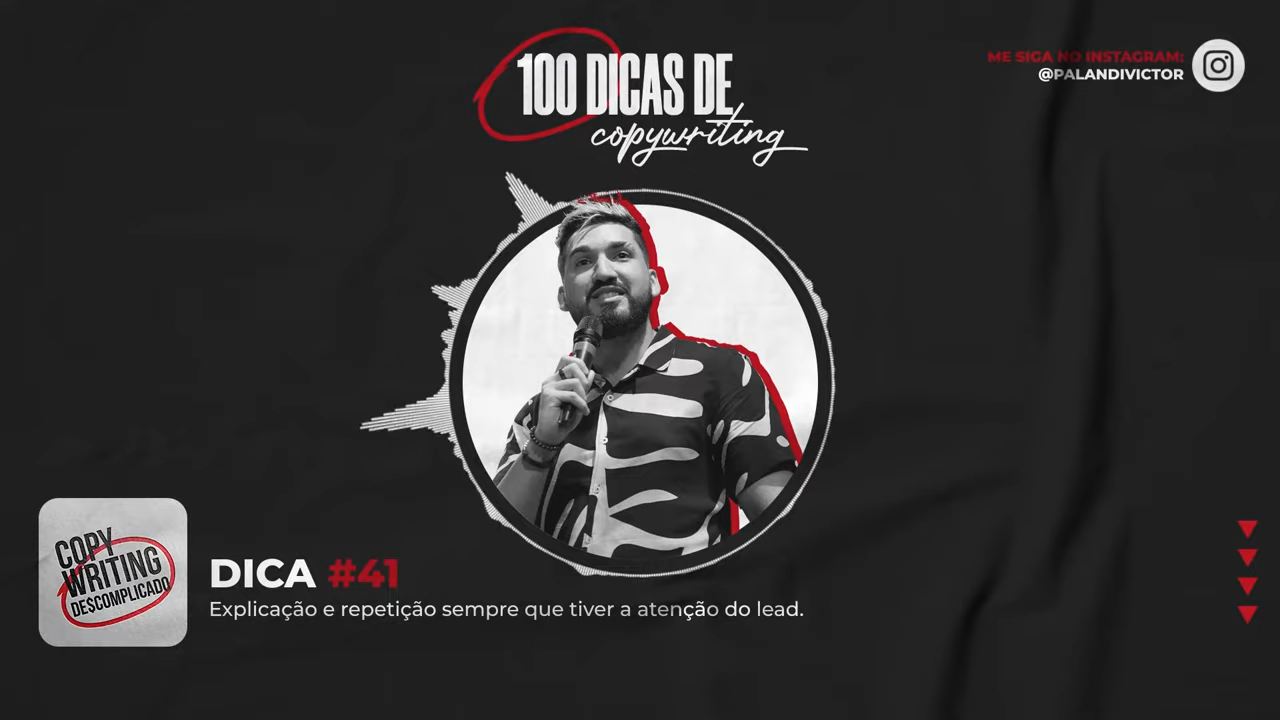 100 DICAS DE
copywriting
ME SIGA NO INSTAGRAM:
@PALANDIVICTOR
COPY
WRITING
DESCOMPLICADO
DICA #41
Explicação e repetição sempre que tiver a atenção do lead.